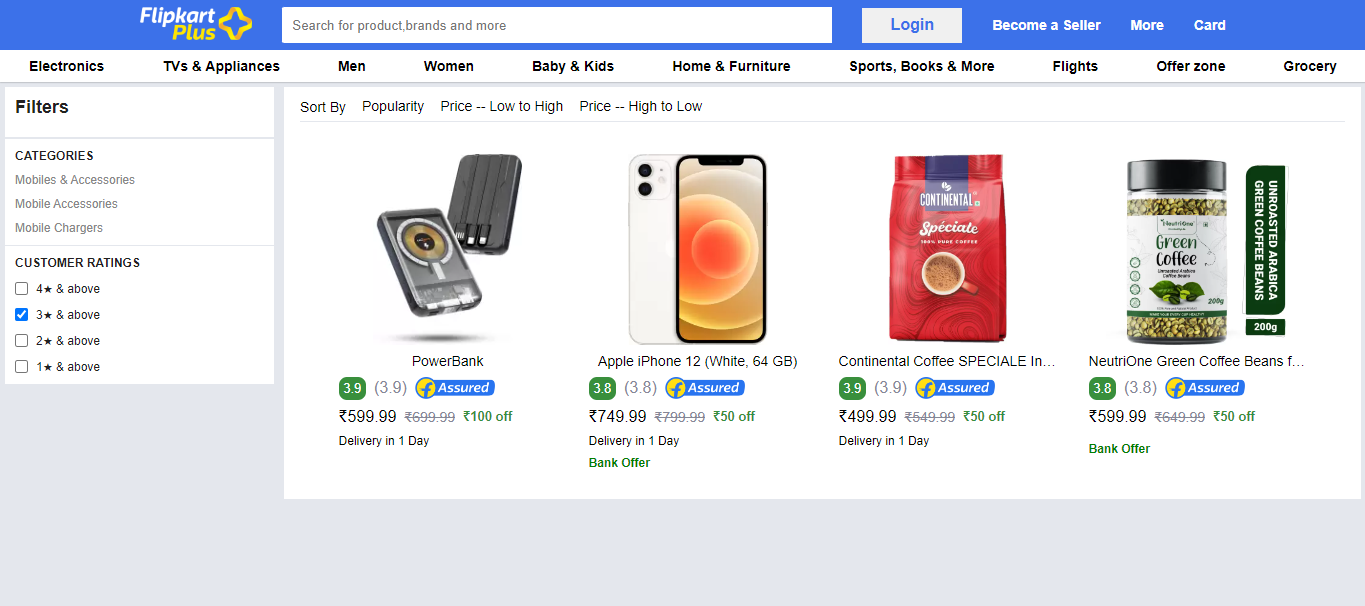 Flipkart
Plus
Search for product,brands and more
Login
Become a Seller
More
Card
Electronics
TVs & Appliances
Men
Women
Baby & Kids
Home & Furniture
Sports, Books & More
Flights
Offer zone
Grocery
Filters
CATEGORIES
Mobiles & Accessories
Mobile Accessories
Mobile Chargers
CUSTOMER RATINGS
4★ & above
3★ & above
2★ & above
1★ & above
Sort By Popularity Price -- Low to High Price -- High to Low
PowerBank
3.9 (3.9) Assured
₹599.99 ₹699.99 ₹100 off
Delivery in 1 Day
Apple iPhone 12 (White, 64 GB)
3.8 (3.8) Assured
₹749.99 ₹799.99 ₹50 off
Delivery in 1 Day
Bank Offer
CONTINENTAL
Spéciale
100% PURE COFFEE
Continental Coffee SPECIALE In...
3.9 (3.9) Assured
₹499.99 ₹549.99 ₹50 off
Delivery in 1 Day
NeutriOne
Green
Coffee
Unroasted Arabica
Coffee Beans
200g
UNROASTED ARABICA
GREEN COFFEE BEANS
200g
NeutriOne Green Coffee Beans f...
3.8 (3.8) Assured
₹599.99 ₹649.99 ₹50 off
Bank Offer